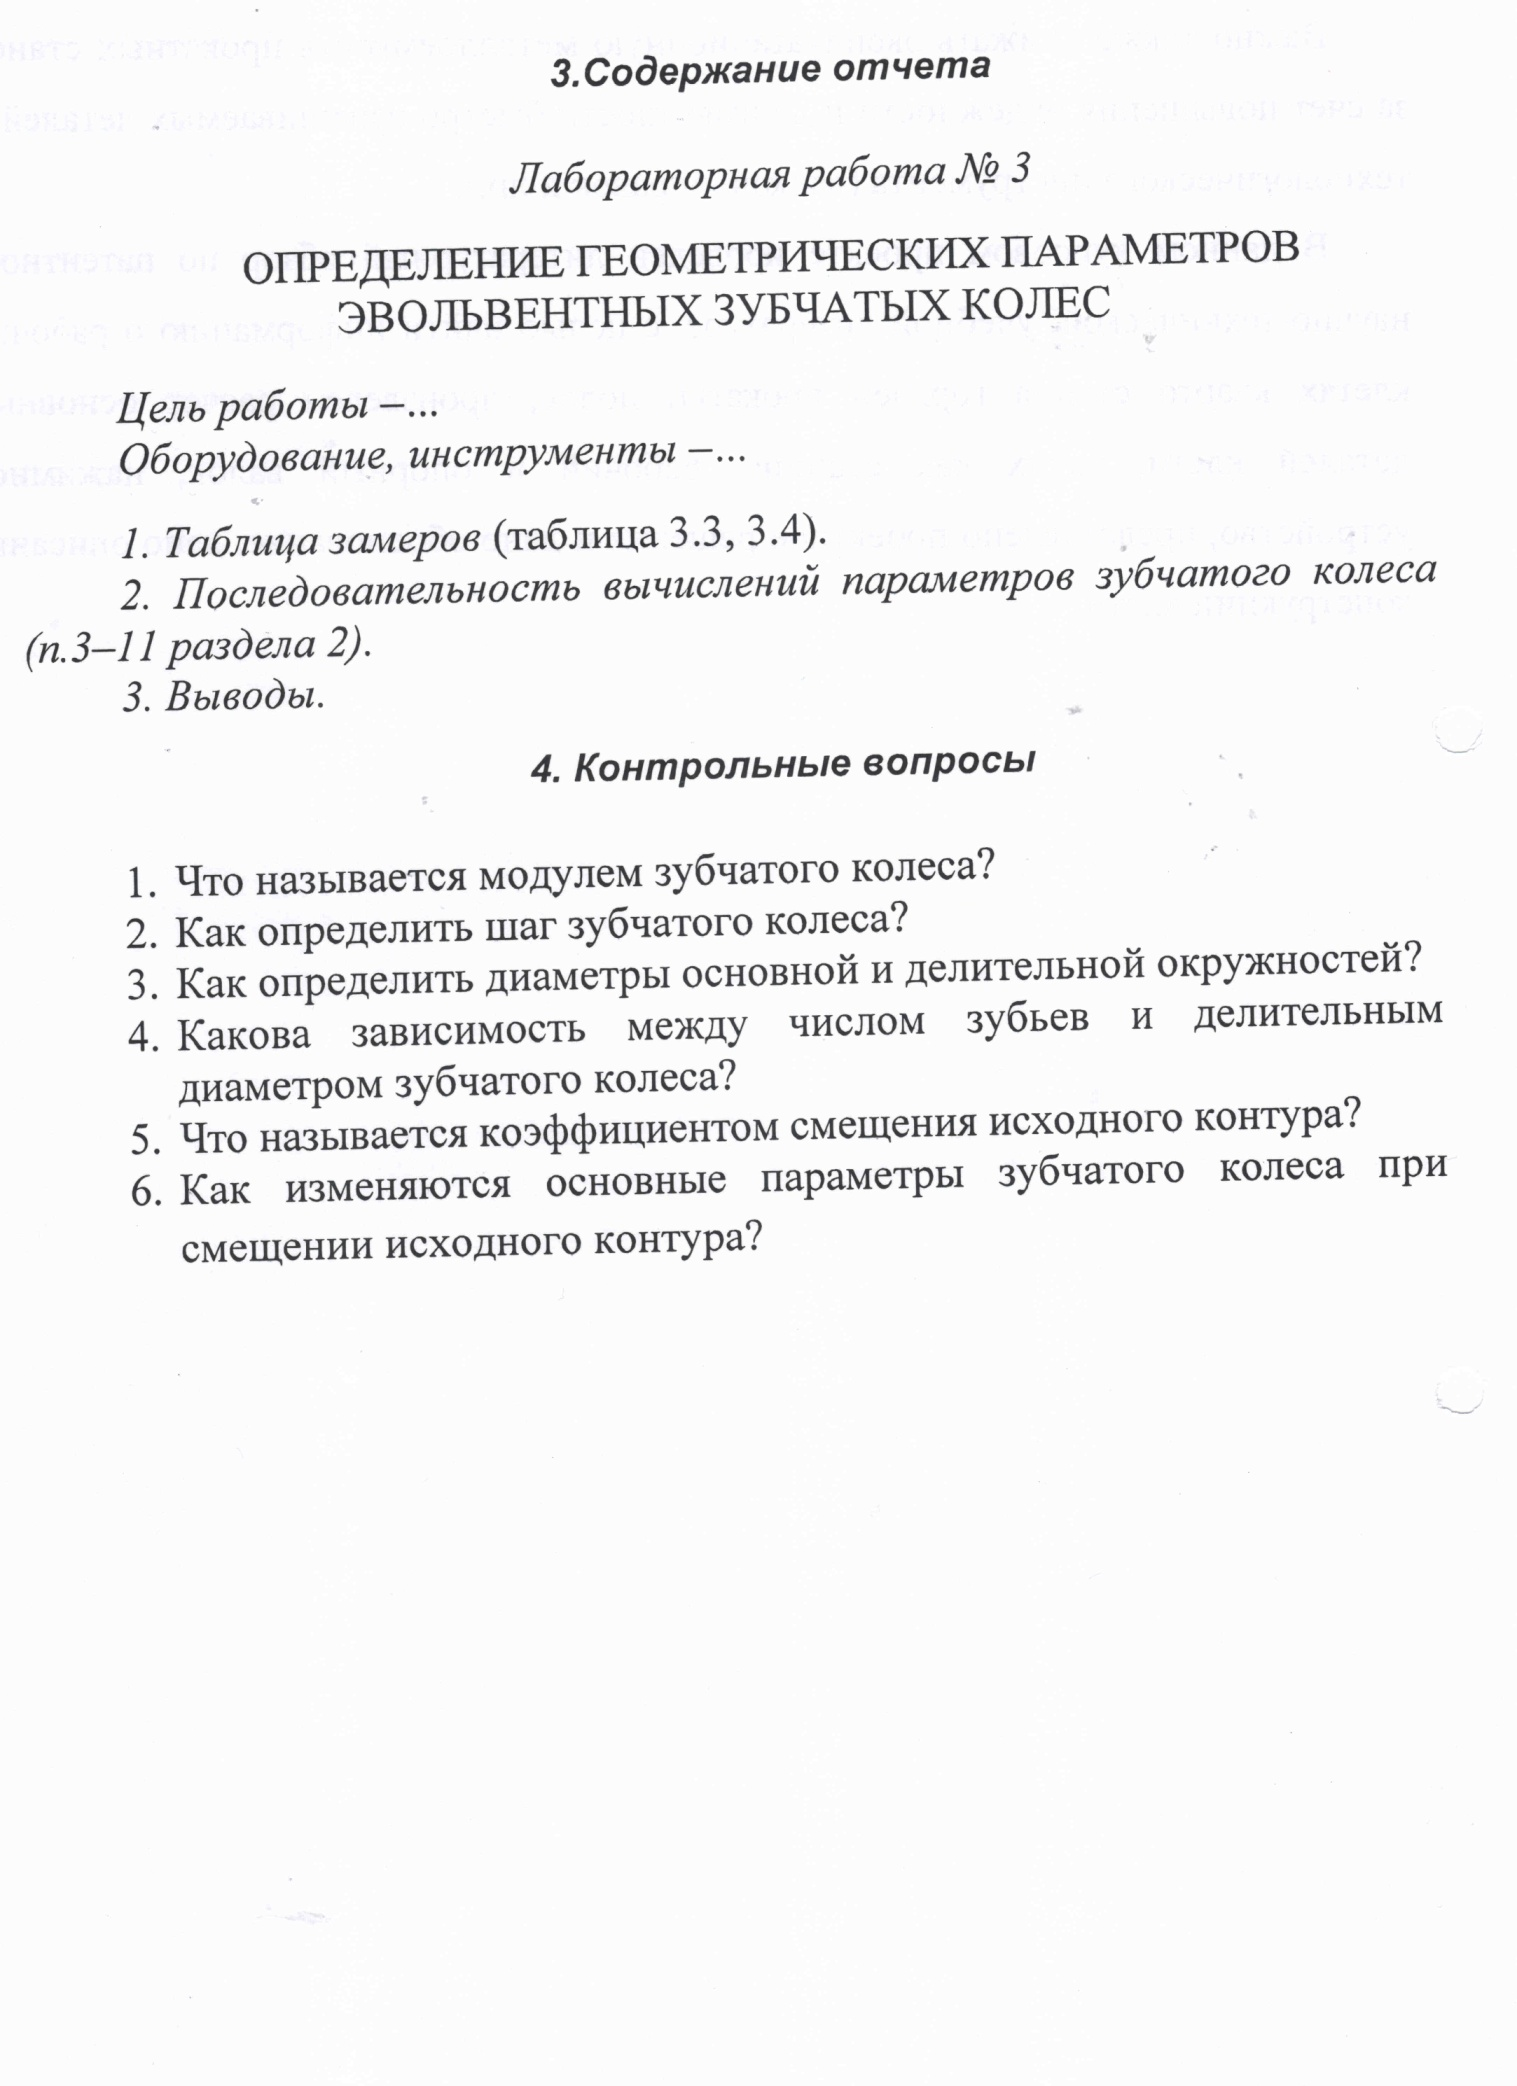 3.Содержание отчета
Лабораторная работа № 3
ОПРЕДЕЛЕНИЕ ГЕОМЕТРИЧЕСКИХ ПАРАМЕТРОВ
ЭВОЛЬВЕНТНЫХ ЗУБЧАТЫХ КОЛЕС
Цель работы –...
Оборудование, инструменты –...
1. Таблица замеров (таблица 3.3, 3.4).
2. Последовательность вычислений параметров зубчатого колеса
(п.3–11 раздела 2).
3. Выводы.
4. Контрольные вопросы
1. Что называется модулем зубчатого колеса?
2. Как определить шаг зубчатого колеса?
3. Как определить диаметры основной и делительной окружностей?
4. Какова зависимость между числом зубьев и делительным
диаметром зубчатого колеса?
5. Что называется коэффициентом смещения исходного контура?
6. Как изменяются основные параметры зубчатого колеса при
смещении исходного контура?